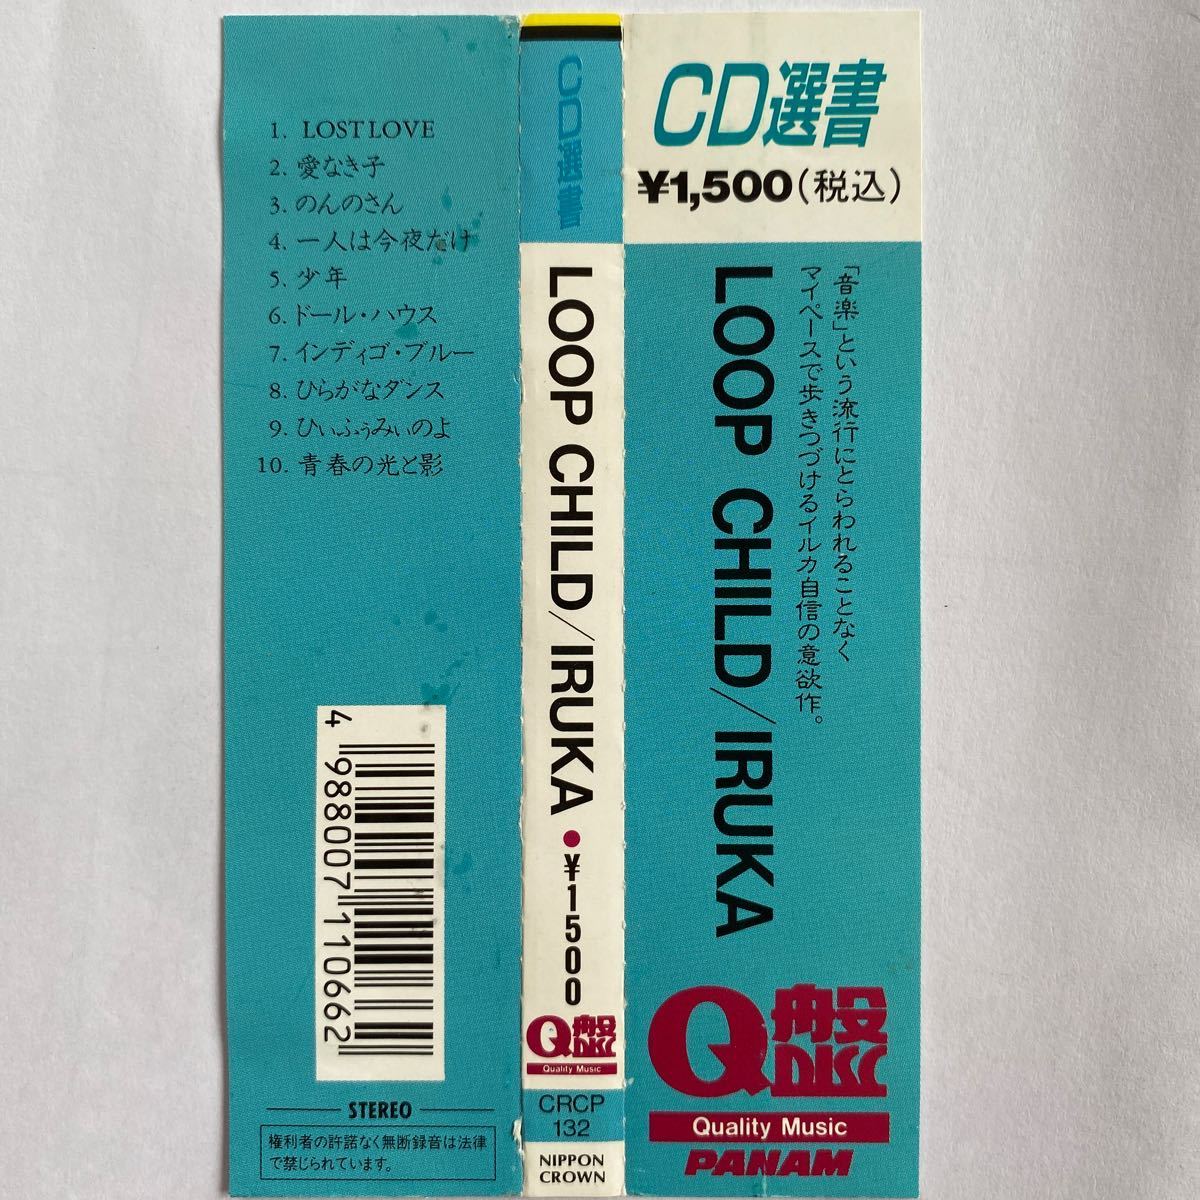 1. LOST LOVE
2. 愛なき子
3. のんのさん
4. 一人は今夜だけ
5. 少年
6. ドール・ハウス
7. インディゴ・ブルー
8. ひらがなダンス
9. ひぃふぅみぃのよ
10. 青春の光と影
4 988007 110662
STEREO
権利者の許諾なく無断録音は法律
で禁じられています。
CD選書
LOOP CHILD/IRUKA●¥1500
Q盤
DISC
Quality Music
CRCP
132
NIPPON
CROWN
CD選書
¥1,500(税込)
「音楽」という流行にとらわれることなく
マイペースで歩きつづけるイルカ自信の意欲作。
LOOP CHILD/IRUKA
Q盤
DISC
Quality Music
PANAM